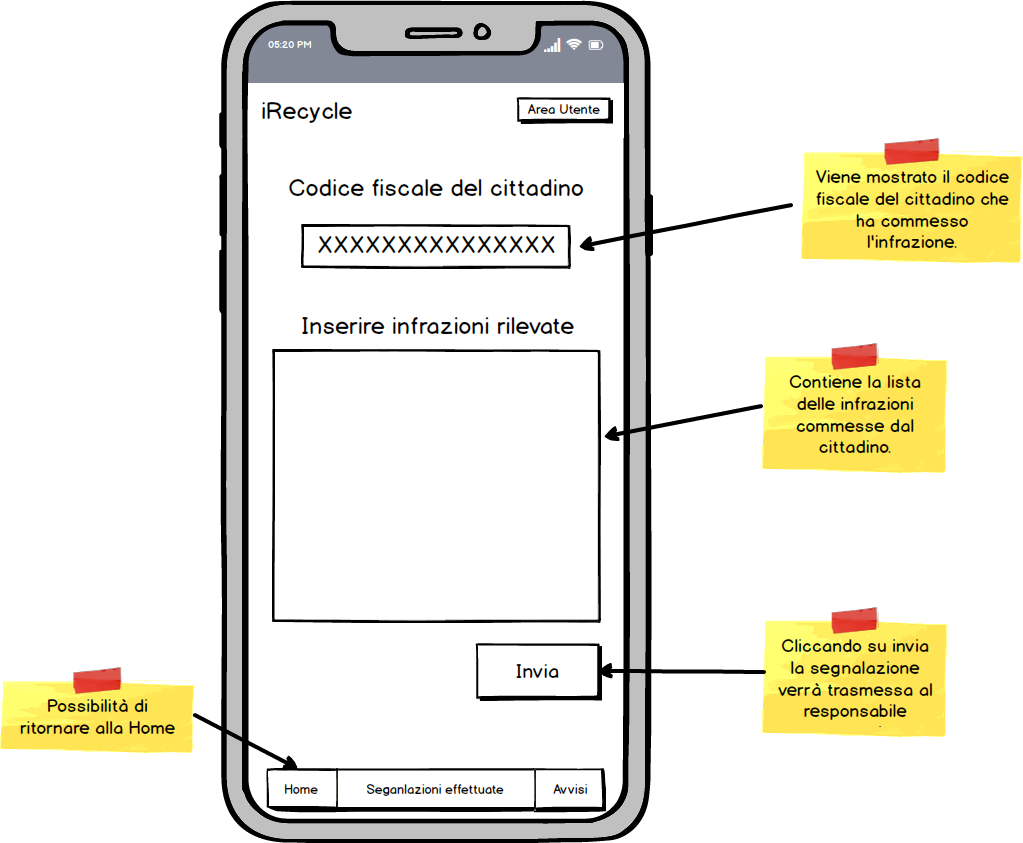 05:20 PM
iRecycle
Area Utente
Codice fiscale del cittadino
XXXXXXXXXXXXXXX
Viene mostrato il codice
fiscale del cittadino che
ha commesso
l'infrazione.
Inserire infrazioni rilevate
Contiene la lista
delle infrazioni
commesse dal
cittadino.
Invia
Cliccando su invia
la segnalazione
verrà trasmessa al
responsabile
Possibilità di
ritornare alla Home
Home
Seganlazioni effettuate
Avvisi